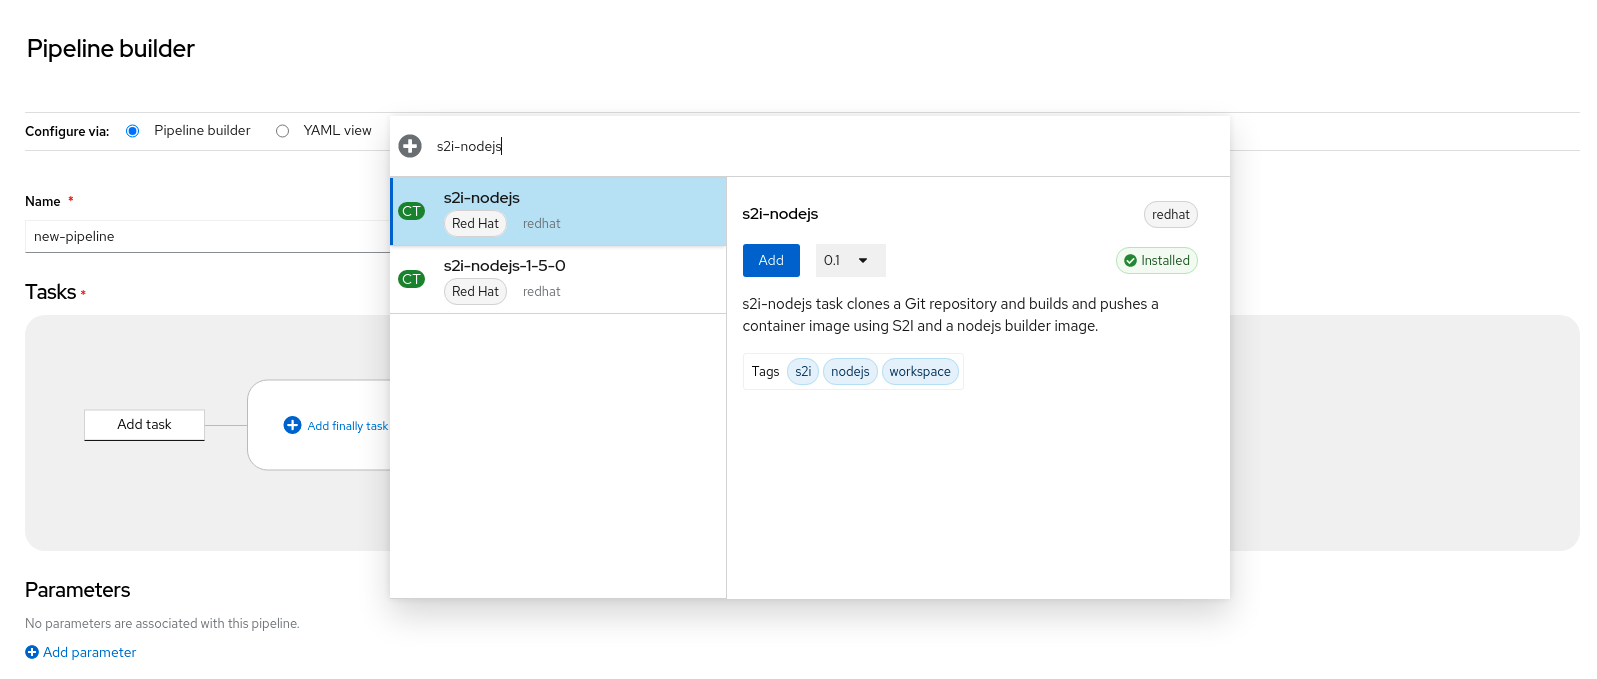 Pipeline builder
Configure via: Pipeline builder YAML view
s2i-nodejs
Name *
new-pipeline
Tasks *
Add task
Add finally task
CT s2i-nodejs
Red Hat redhat
CT s2i-nodejs-1-5-0
Red Hat redhat
s2i-nodejs redhat
Add 0.1 Installed
s2i-nodejs task clones a Git repository and builds and pushes a
container image using S2I and a nodejs builder image.
Tags s2i nodejs workspace
Parameters
No parameters are associated with this pipeline.
Add parameter